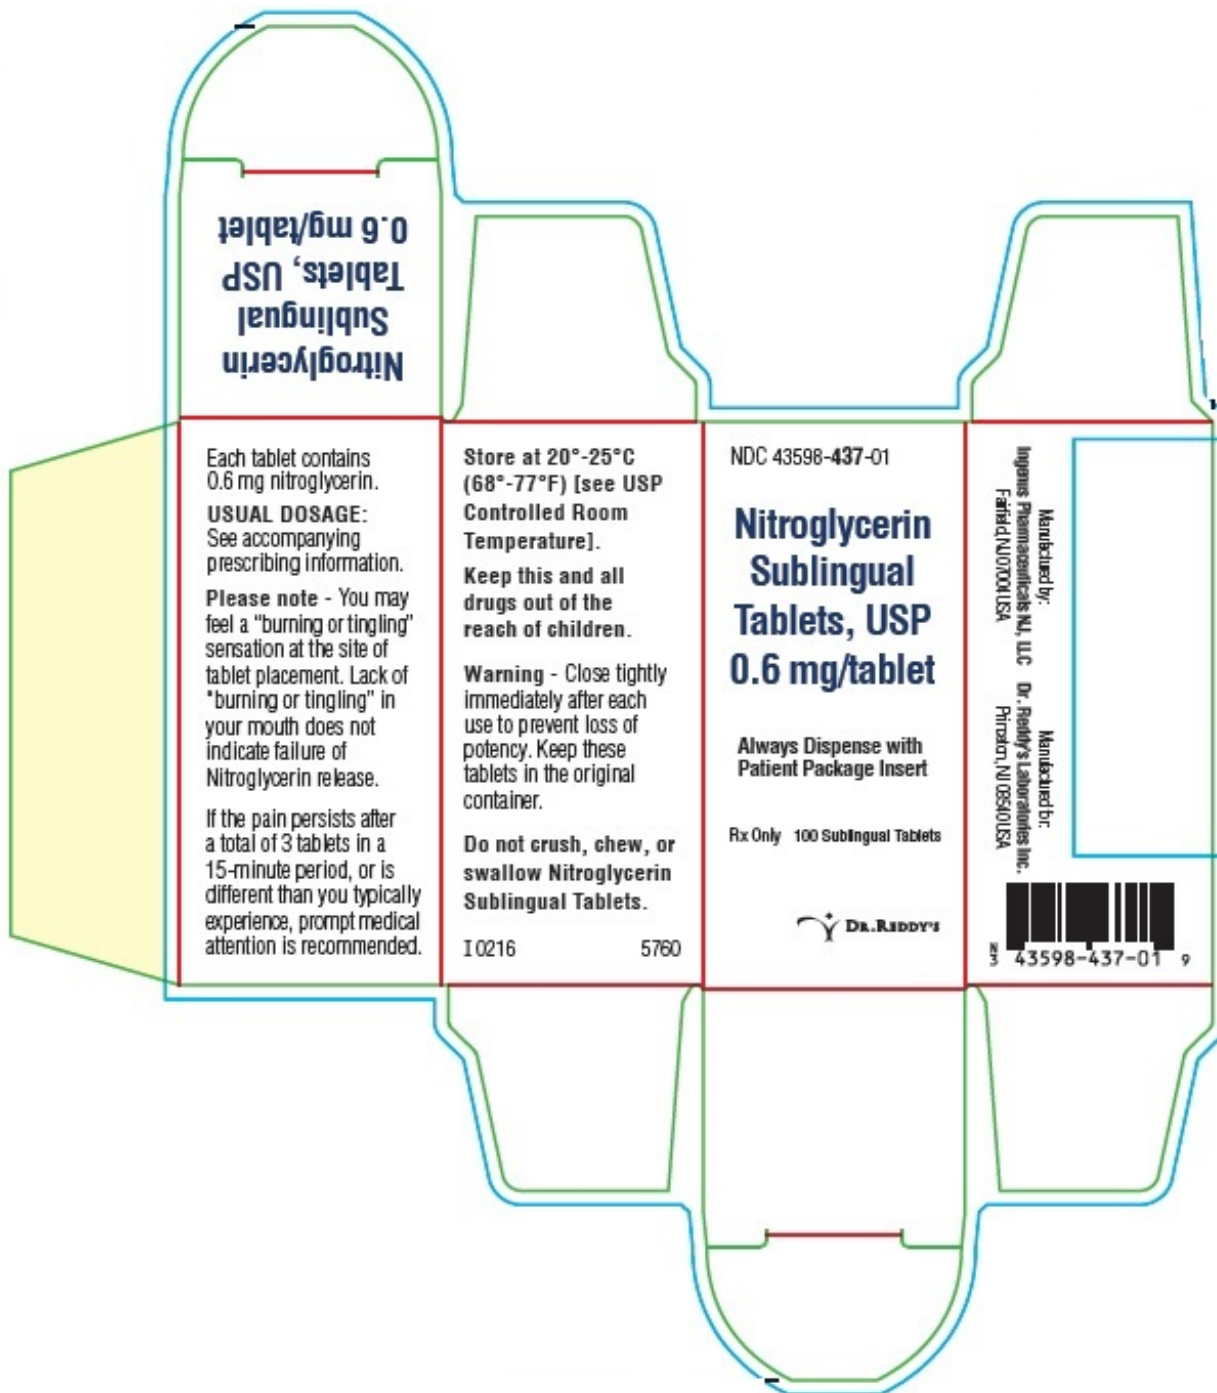 Nitroglycerin
Sublingual
Tablets, USP
0.6 mg/tablet
Each tablet contains
0.6 mg nitroglycerin.
USUAL DOSAGE:
See accompanying
prescribing information.
Please note - You may
feel a "burning or tingling"
sensation at the site of
tablet placement. Lack of
"burning or tingling" in
your mouth does not
indicate failure of
Nitroglycerin release.
If the pain persists after
a total of 3 tablets in a
15-minute period, or is
different than you typically
experience, prompt medical
attention is recommended.
Store at 20°-25°C
(68°-77°F) [see USP
Controlled Room
Temperature].
Keep this and all
drugs out of the
reach of children.
Warning - Close tightly
immediately after each
use to prevent loss of
potency. Keep these
tablets in the original
container.
Do not crush, chew, or
swallow Nitroglycerin
Sublingual Tablets.
I0216 5760
NDC 43598-437-01
Nitroglycerin
Sublingual
Tablets, USP
0.6 mg/tablet
Always Dispense with
Patient Package Insert
Rx Only 100 Sublingual Tablets
DR.REDDY'S
Manufactured by:
Ingenus Pharmaceuticals NJ, LLC
Fairfield, NJ 07004 USA
Manufactured for:
Dr. Reddy's Laboratories Inc.
Princeton, NJ 08540 USA
N3 43598-437-01 9